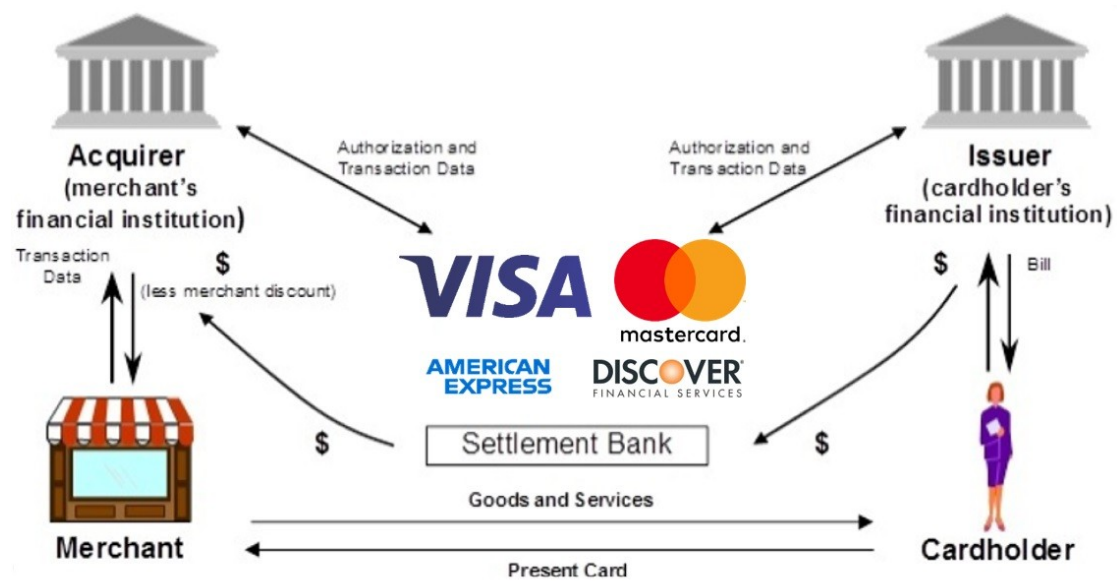 Acquirer
(merchant's
financial institution)
Authorization and
Transaction Data
Authorization and
Transaction Data
Issuer
(cardholder's
financial institution)
Transaction
Data
$
(less merchant discount)
VISA
mastercard.
AMERICAN
EXPRESS
DISCOVER
FINANCIAL SERVICES
$
Bill
$
Settlement Bank
$
Goods and Services
Merchant
Cardholder
Present Card